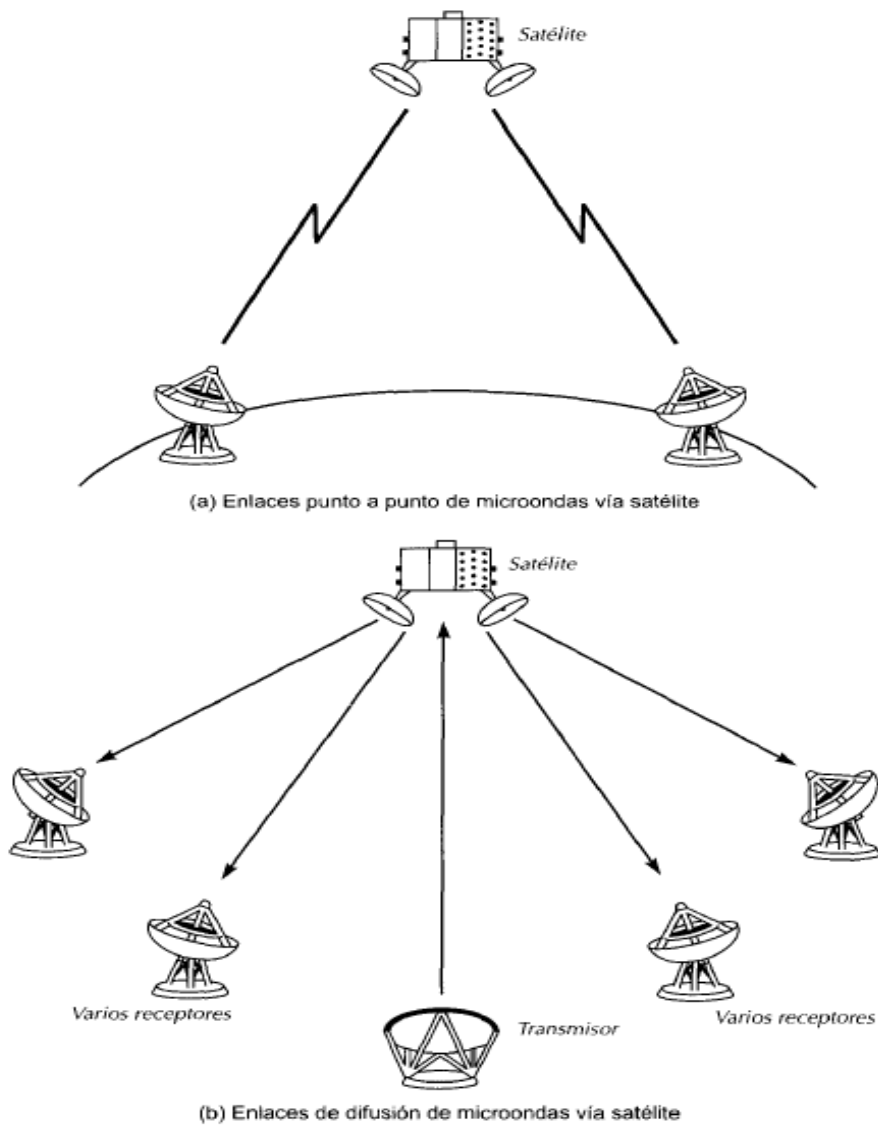 Satélite
(a) Enlaces punto a punto de microondas vía satélite
Satélite
Varios receptores
Transmisor
Varios receptores
(b) Enlaces de difusión de microondas vía satélite